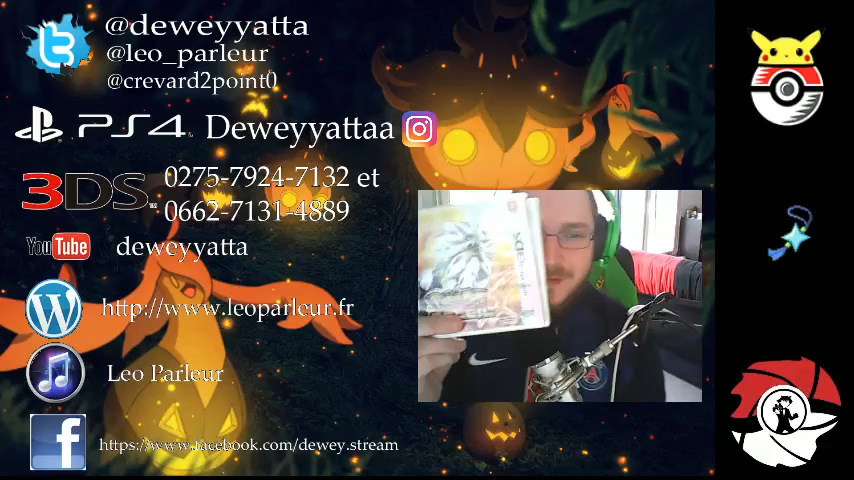 @deweyyatta
@leo_parleur
@crevard2point0
PS4 Deweyyattaa
3DS 0275-7924-7132 et
0662-7131-4889
YouTube deweyyatta
http://www.leoparleur.fr
Leo Parleur
https://www.facebook.com/dewey.stream